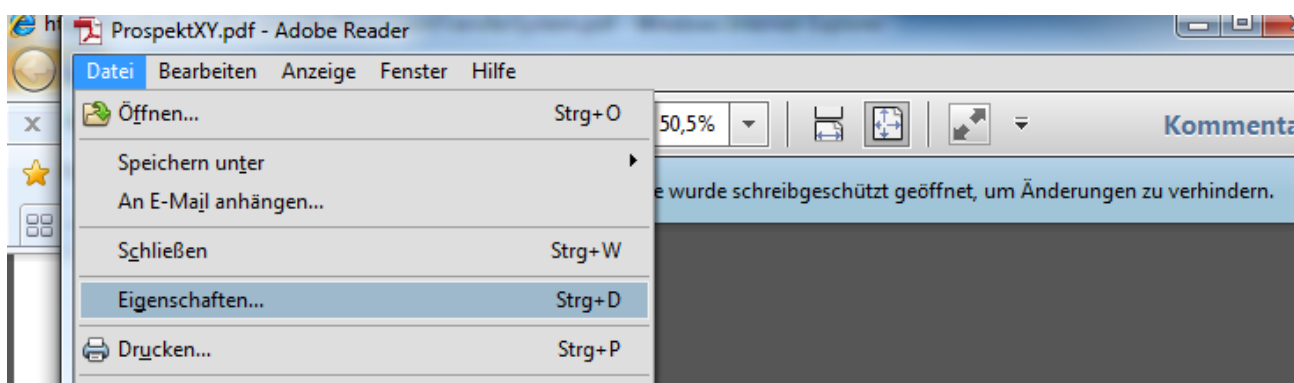 ProspektXY.pdf - Adobe Reader
Datei Bearbeiten Anzeige Fenster Hilfe
Öffnen... Strg+O
50,5%
Kommenta
Speichern unter
e wurde schreibgeschützt geöffnet, um Änderungen zu verhindern.
An E-Mail anhängen...
Schließen Strg+W
Eigenschaften... Strg+D
Drucken... Strg+P